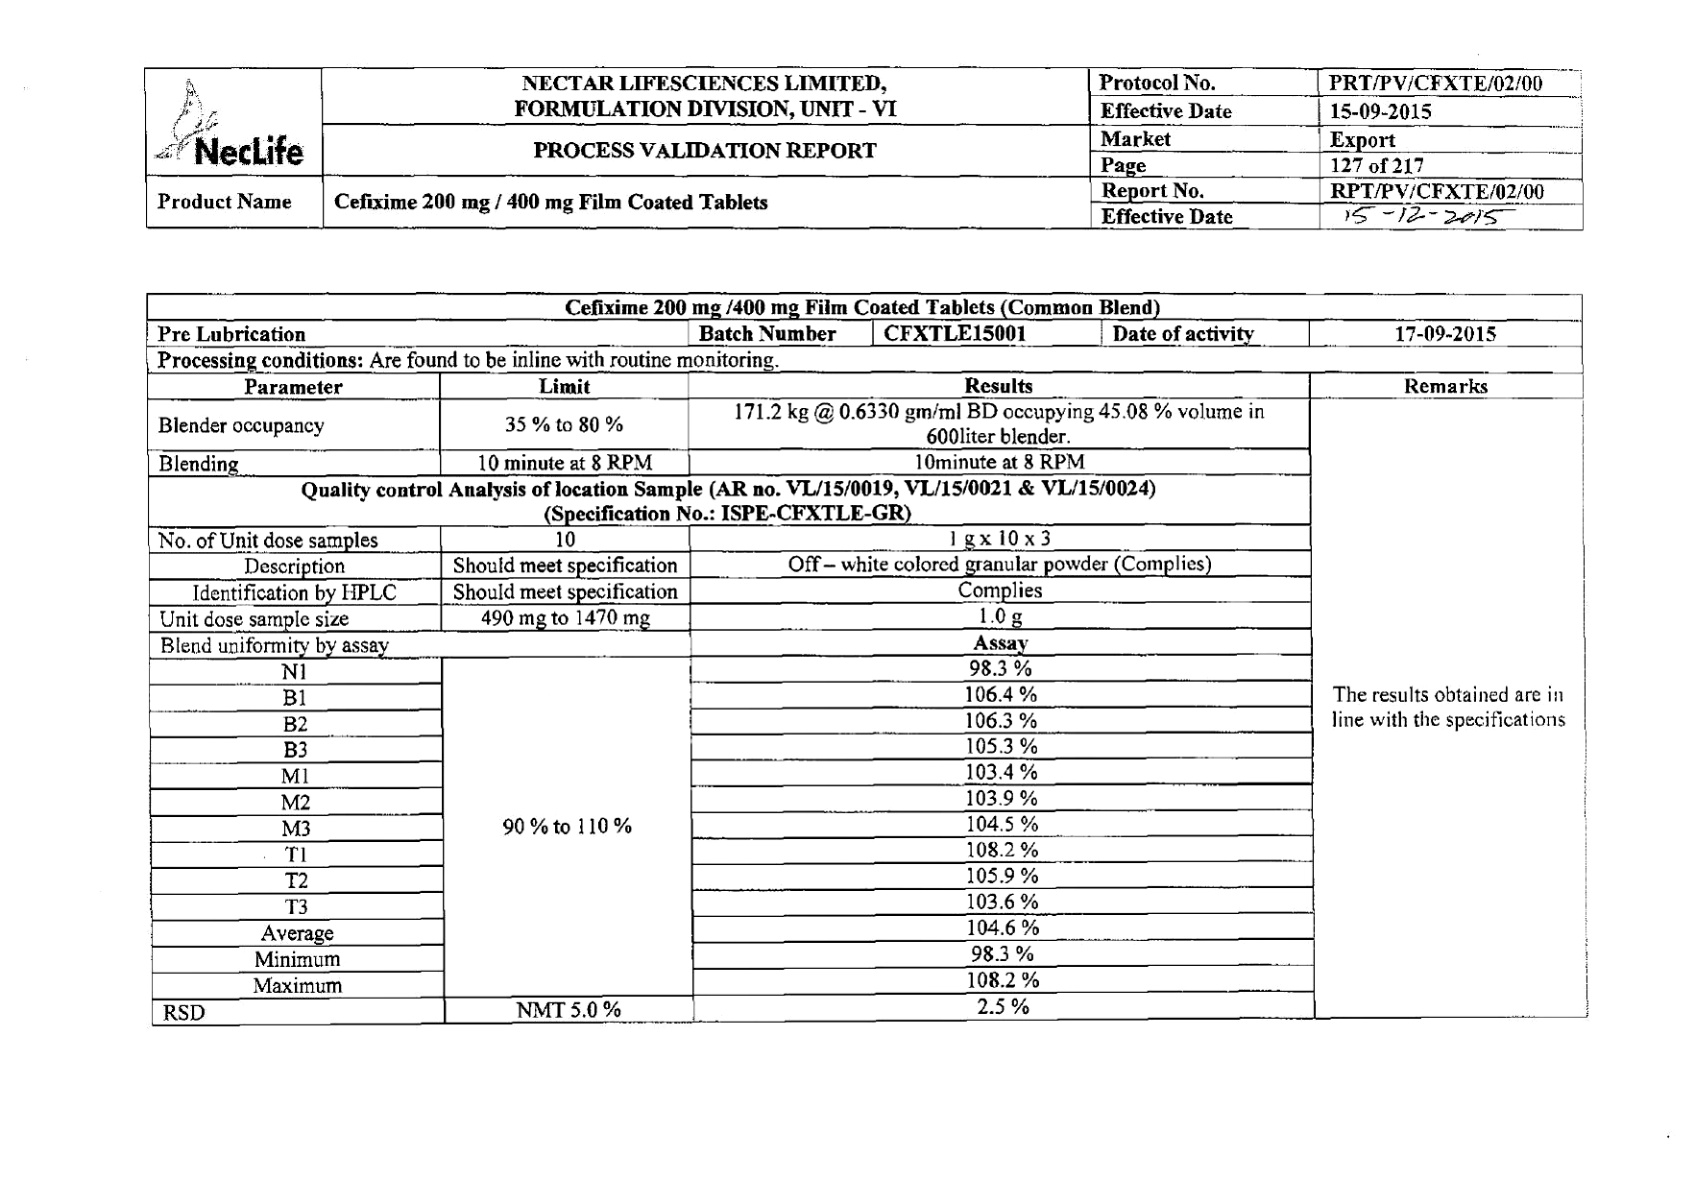 NecLife
NECTAR LIFESCIENCES LIMITED,
FORMULATION DIVISION, UNIT - VI
PROCESS VALIDATION REPORT
Protocol No. PRT/PV/CFXTE/02/00
Effective Date 15-09-2015
Market Export
Page 127 of 217
Product Name Cefixime 200 mg / 400 mg Film Coated Tablets
Report No. RPT/PV/CFXTE/02/00
Effective Date 15-12-2015
Cefixime 200 mg /400 mg Film Coated Tablets (Common Blend)
Pre Lubrication Batch Number CFXTLE15001 Date of activity 17-09-2015
Processing conditions: Are found to be inline with routine monitoring.
Parameter Limit Results Remarks
Blender occupancy 35 % to 80 % 171.2 kg @ 0.6330 gm/ml BD occupying 45.08 % volume in
600liter blender.
Blending 10 minute at 8 RPM 10minute at 8 RPM
Quality control Analysis of location Sample (AR no. VL/15/0019, VL/15/0021 & VL/15/0024)
(Specification No.: ISPE-CFXTLE-GR)
No. of Unit dose samples 10 1 g x 10 x 3
Description Should meet specification Off – white colored granular powder (Complies)
Identification by HPLC Should meet specification Complies
Unit dose sample size 490 mg to 1470 mg 1.0 g
Blend uniformity by assay Assay
N1 98.3 %
B1 106.4 %
B2 106.3 %
B3 105.3 %
M1 103.4 %
M2 103.9 %
M3 90 % to 110 % 104.5 %
T1 108.2 %
T2 105.9 %
T3 103.6 %
Average 104.6 %
Minimum 98.3 %
Maximum 108.2 %
RSD NMT 5.0 % 2.5 %
The results obtained are in
line with the specifications